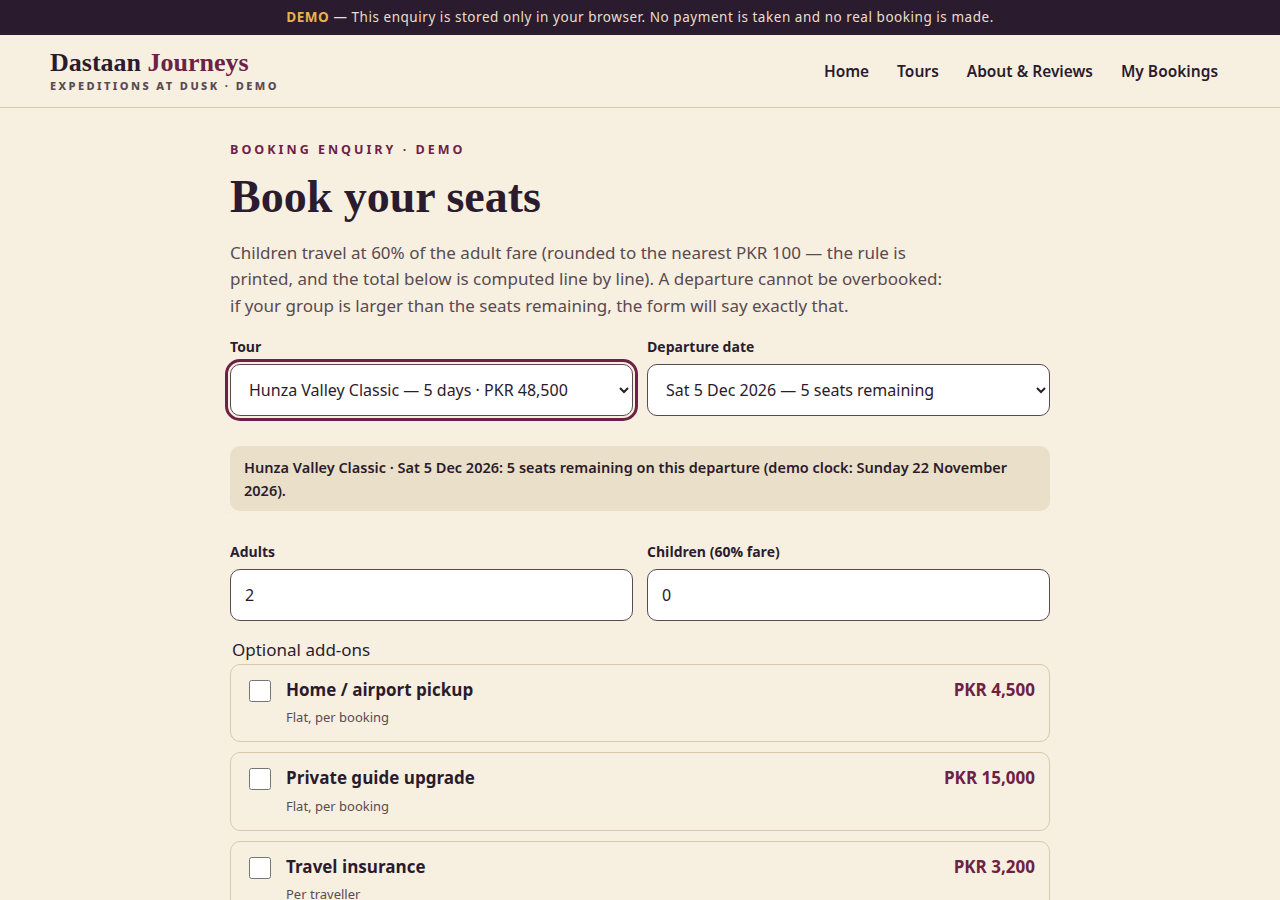 DEMO — This enquiry is stored only in your browser. No payment is taken and no real booking is made.
Dastaan Journeys
EXPEDITIONS AT DUSK · DEMO
Home Tours About & Reviews My Bookings
BOOKING ENQUIRY · DEMO
Book your seats
Children travel at 60% of the adult fare (rounded to the nearest PKR 100 — the rule is
printed, and the total below is computed line by line). A departure cannot be overbooked:
if your group is larger than the seats remaining, the form will say exactly that.
Tour Departure date
Hunza Valley Classic — 5 days · PKR 48,500 Sat 5 Dec 2026 — 5 seats remaining
Hunza Valley Classic · Sat 5 Dec 2026: 5 seats remaining on this departure (demo clock: Sunday 22 November
2026).
Adults Children (60% fare)
2 0
Optional add-ons
Home / airport pickup PKR 4,500
Flat, per booking
Private guide upgrade PKR 15,000
Flat, per booking
Travel insurance PKR 3,200
Per traveller